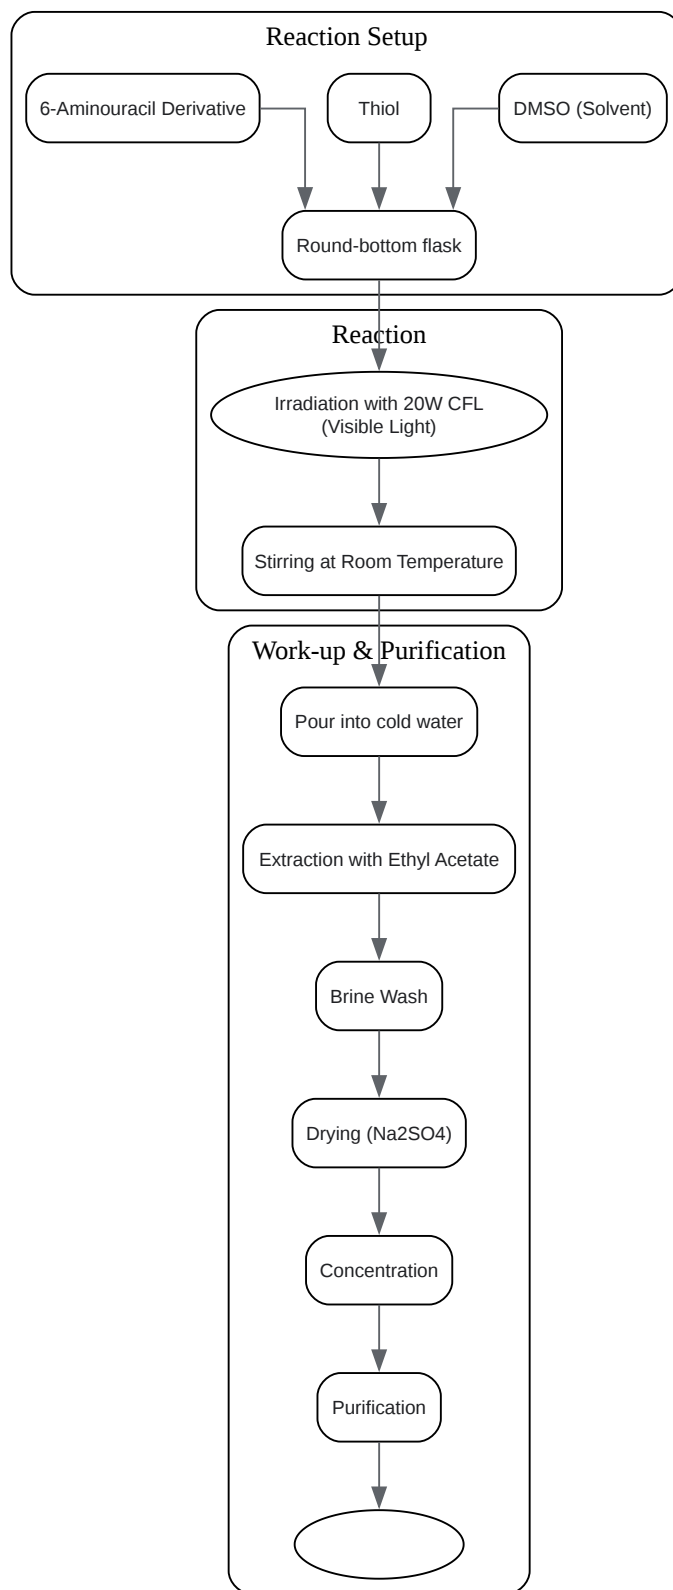 Reaction Setup
6-Aminouracil Derivative
Thiol
DMSO (Solvent)
Round-bottom flask
Reaction
Irradiation with 20W CFL
(Visible Light)
Stirring at Room Temperature
Work-up & Purification
Pour into cold water
Extraction with Ethyl Acetate
Brine Wash
Drying (Na2SO4)
Concentration
Purification